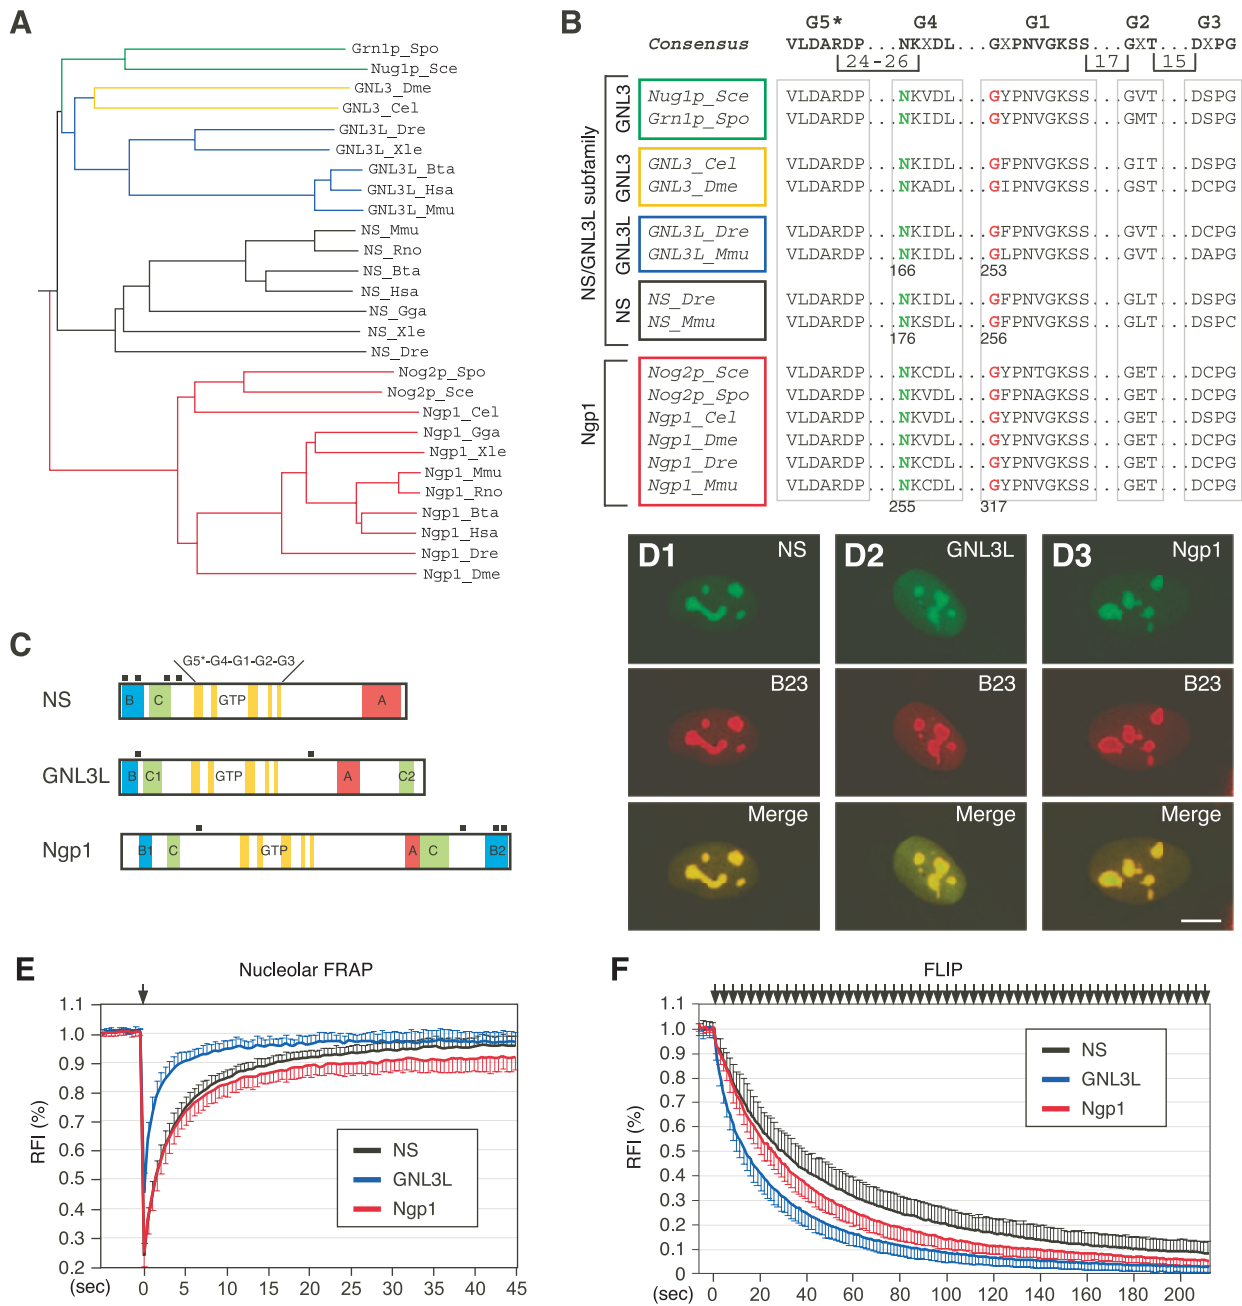 A
Grn1p_Spo
Nug1p_Sce
GNL3_Dme
GNL3_Cel
GNL3L_Dre
GNL3L_Xle
GNL3L_Bta
GNL3L_Hsa
GNL3L_Mmu
NS_Mmu
NS_Rno
NS_Bta
NS_Hsa
NS_Gga
NS_Xle
NS_Dre
Nog2p_Spo
Nog2p_Sce
Ngp1_Cel
Ngp1_Gga
Ngp1_Xle
Ngp1_Mmu
Ngp1_Rno
Ngp1_Bta
Ngp1_Hsa
Ngp1_Dre
Ngp1_Dme
B
G5* G4 G1 G2 G3
Consensus VLDARDP...NKXDL...GXPNVGKSS...GXT...DXPG
24-26 17 15
NS/GNL3L subfamily
GNL3
Nug1p_Sce VLDARDP...NKVDL...GYPNVGKSS...GVT....DSPG
Grn1p_Spo VLDARDP...NKIDL...GYPNVGKSS...GMT....DSPG
GNL3
GNL3_Cel VLDARDP...NKIDL...GFPNVGKSS...GIT....DSPG
GNL3_Dme VLDARDP...NKADL...GIPNVGKSS...GST....DCPG
GNL3L
GNL3L_Dre VLDARDP...NKIDL...GFPNVGKSS...GVT....DCPG
GNL3L_Mmu VLDARDP...NKIDL...GLPNVGKSS...GVT....DAPG
166 253
NS
NS_Dre VLDARDP...NKIDL...GFPNVGKSS...GLT....DSPG
NS_Mmu VLDARDP...NKSDL...GFPNVGKSS...GLT....DSPC
176 256
Ngp1
Nog2p_Sce VLDARDP...NKCDL...GYPNTGKSS...GET....DCPG
Nog2p_Spo VLDARDP...NKVDL...GFPNAGKSS...GET....DCPG
Ngp1_Cel VLDARDP...NKVDL...GYPNVGKSS...GET....DSPG
Ngp1_Dme VLDARDP...NKVDL...GYPNVGKSS...GET....DCPG
Ngp1_Dre VLDARDP...NKCDL...GYPNVGKSS...GET....DCPG
Ngp1_Mmu VLDARDP...NKCDL...GYPNVGKSS...GET....DCPG
255 317
C
G5*-G4-G1-G2-G3
NS B C GTP A
GNL3L B C1 GTP A C2
Ngp1 B1 C GTP A C B2
D1 NS
D2 GNL3L
D3 Ngp1
B23 B23 B23
Merge Merge Merge
E
Nucleolar FRAP
RFI (%)
1.1
1.0
0.9
0.8
0.7
0.6
0.5
0.4
0.3
0.2
(sec) 0 5 10 15 20 25 30 35 40 45
NS
GNL3L
Ngp1
F
FLIP
RFI (%)
1.1
1.0
0.9
0.8
0.7
0.6
0.5
0.4
0.3
0.2
0.1
0
(sec) 0 20 40 60 80 100 120 140 160 180 200
NS
GNL3L
Ngp1